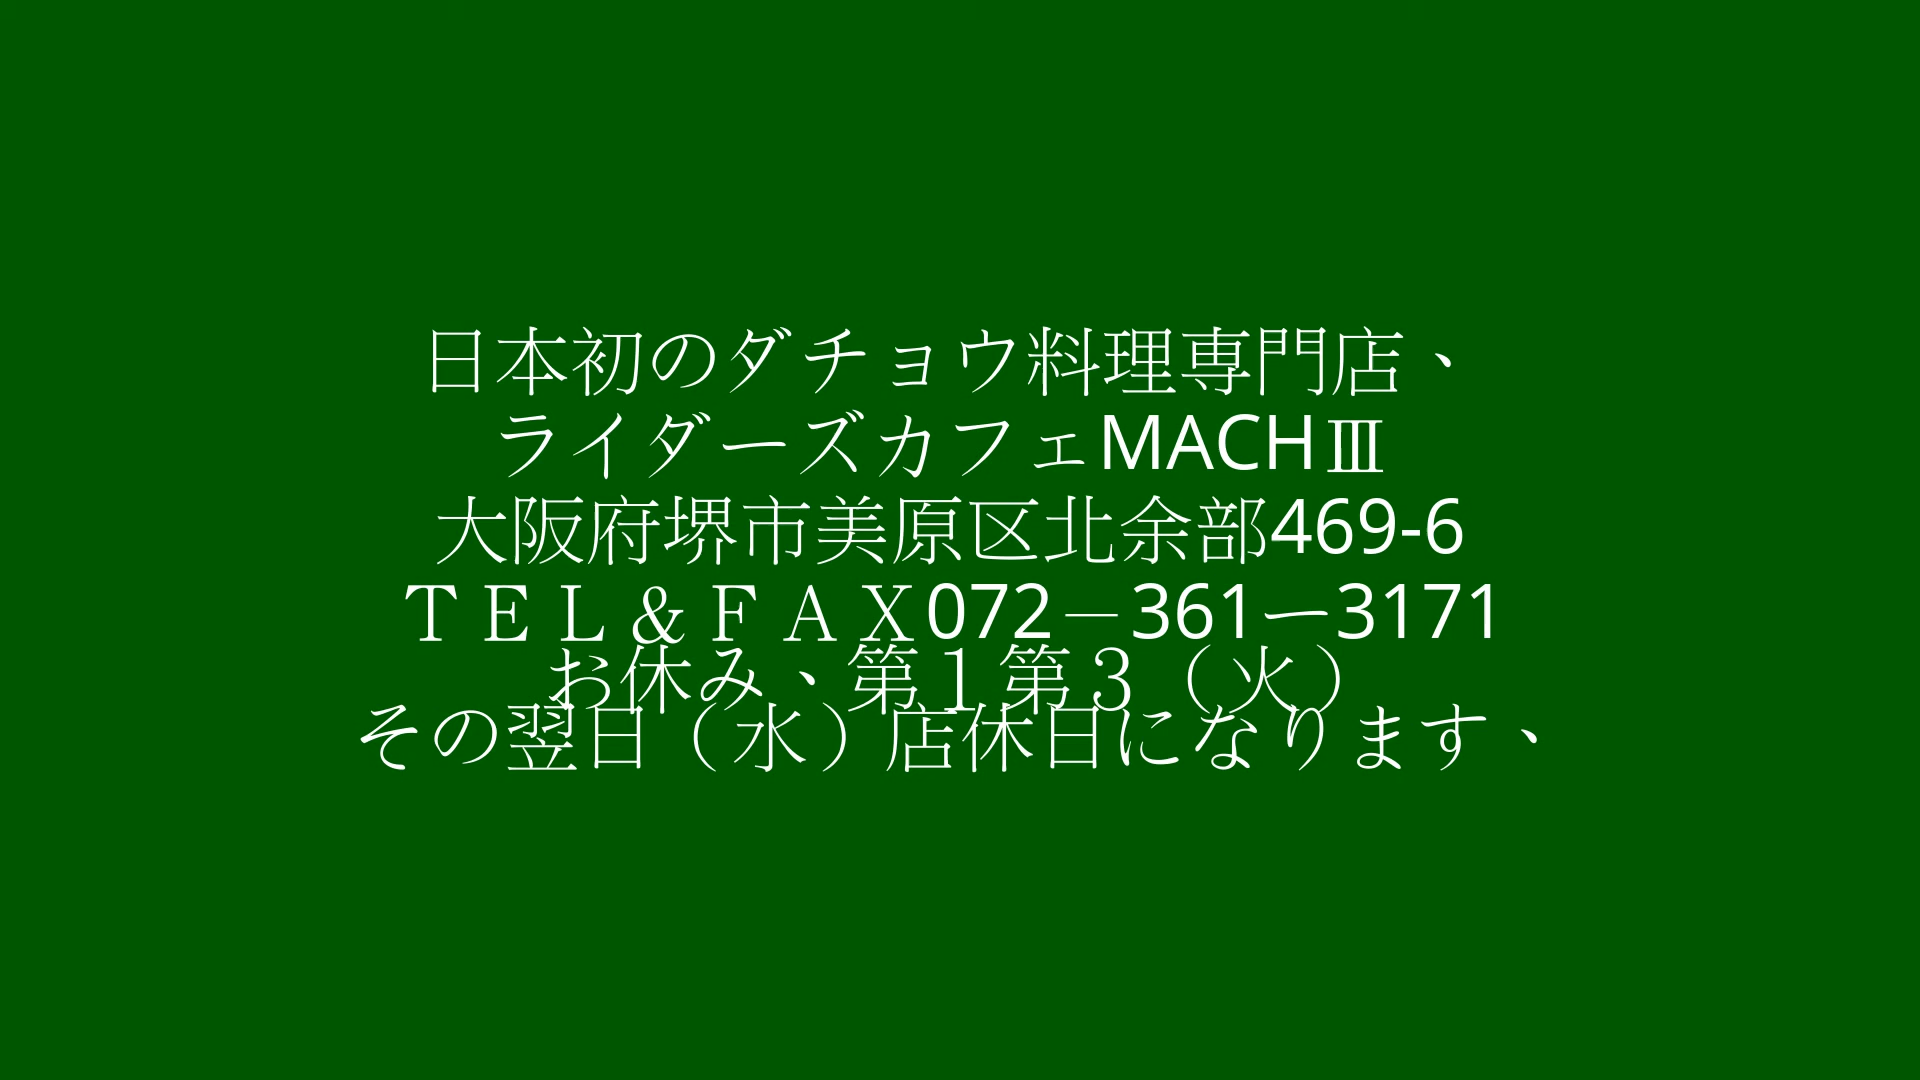 日本初のダチョウ料理専門店、
ライダーズカフェMACHⅢ
大阪府堺市美原区北余部469-6
ＴＥＬ＆ＦＡＸ072－361ー3171
お休み、第１第３（火）
その翌日（水）店休日になります、